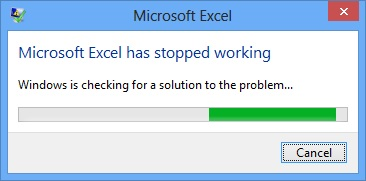 Microsoft Excel
Microsoft Excel has stopped working
Windows is checking for a solution to the problem...
Cancel